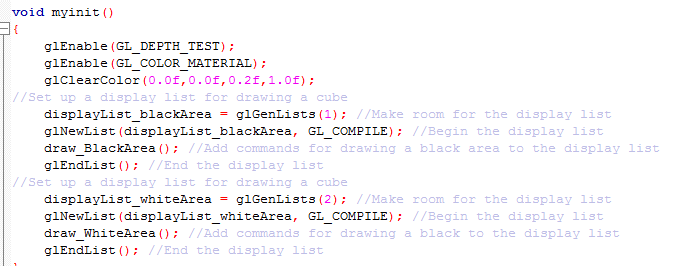 void myinit()
{
glEnable(GL_DEPTH_TEST);
glEnable(GL_COLOR_MATERIAL);
glClearColor(0.0f,0.0f,0.2f,1.0f);
//Set up a display list for drawing a cube
displayList_blackArea = glGenLists(1); //Make room for the display list
glNewList(displayList_blackArea, GL_COMPILE); //Begin the display list
draw_BlackArea(); //Add commands for drawing a black area to the display list
glEndList(); //End the display list
//Set up a display list for drawing a cube
displayList_whiteArea = glGenLists(2); //Make room for the display list
glNewList(displayList_whiteArea, GL_COMPILE); //Begin the display list
draw_WhiteArea(); //Add commands for drawing a black to the display list
glEndList(); //End the display list